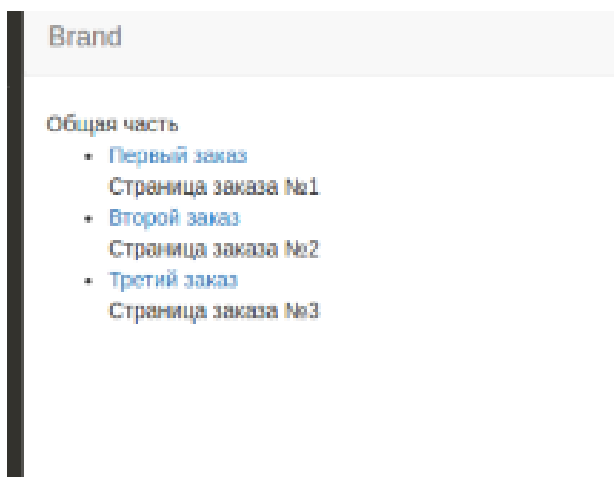 Brand
Общая часть
Первый заказ
Страница заказа №1
Второй заказ
Страница заказа №2
Третий заказ
Страница заказа №3